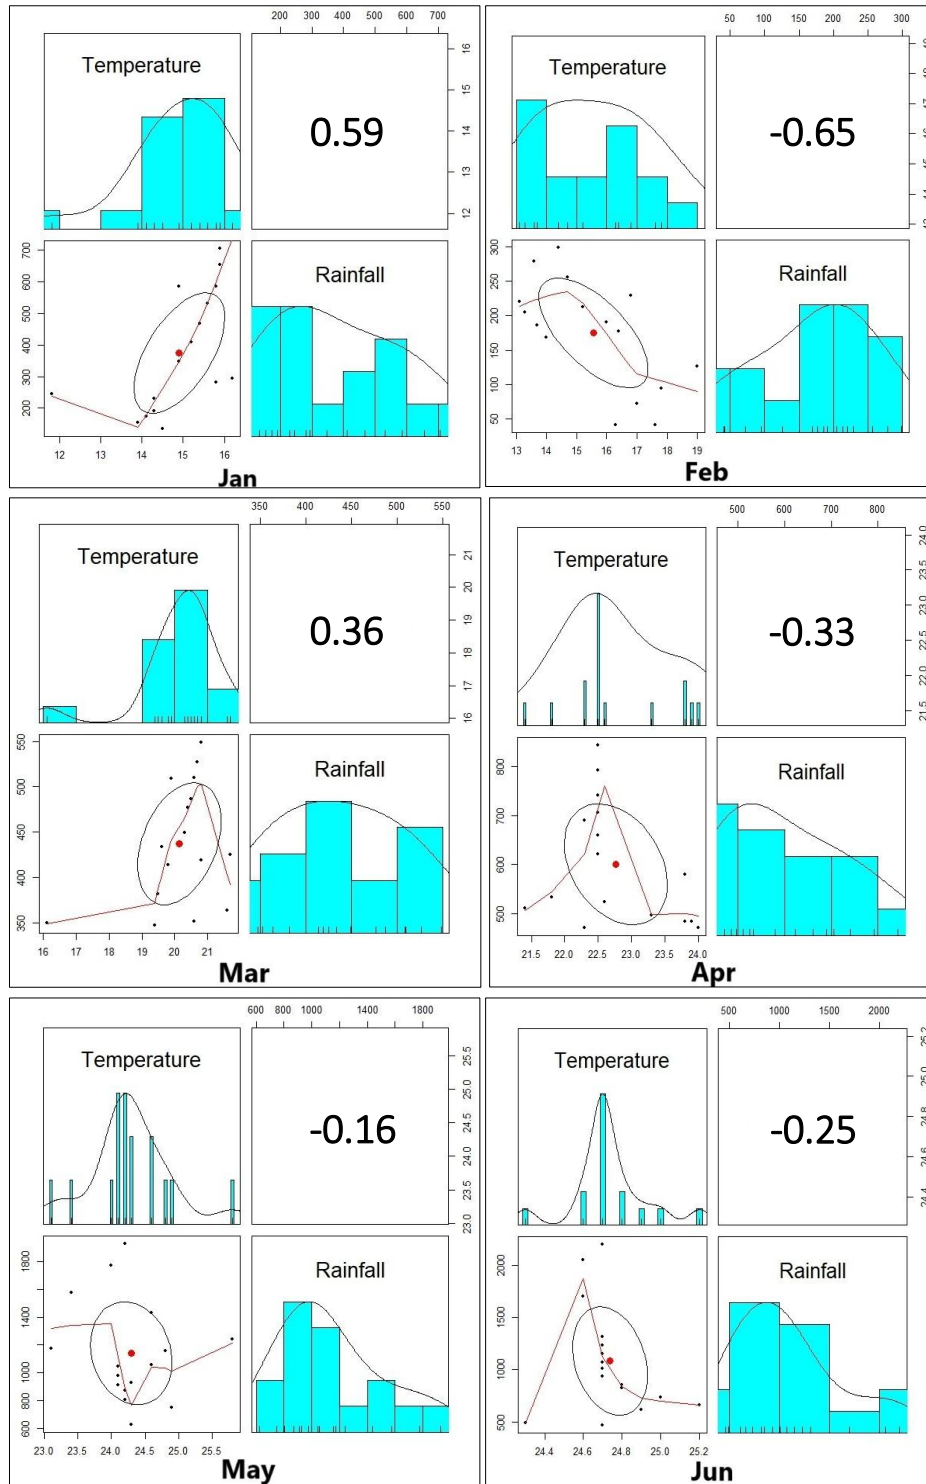 200 300 400 500 600 700
Temperature
0.59
12 13 14 15 16
200 300 400 500 600 700
Rainfall
12 13 14 15 16
Jan
50 100 150 200 250 300
Temperature
-0.65
14 15 16 17 18
50 100 150 200 250 300
Rainfall
13 14 15 16 17 18 19
Feb
350 400 450 500 550
Temperature
0.36
16 17 18 19 20 21
350 400 450 500 550
Rainfall
16 17 18 19 20 21
Mar
500 600 700 800
Temperature
-0.33
21.5 22.0 22.5 23.0 23.5 24.0
500 600 700 800
Rainfall
21.5 22.0 22.5 23.0 23.5 24.0
Apr
600 800 1000 1400 1800
Temperature
-0.16
23.0 23.5 24.0 24.5 25.0 25.5
600 800 1000 1400 1800
Rainfall
23.0 23.5 24.0 24.5 25.0 25.5
May
500 1000 1500 2000
Temperature
-0.25
24.4 24.6 24.8
500 1000 1500 2000
Rainfall
24.4 24.6 24.8 25.0 25.2
Jun